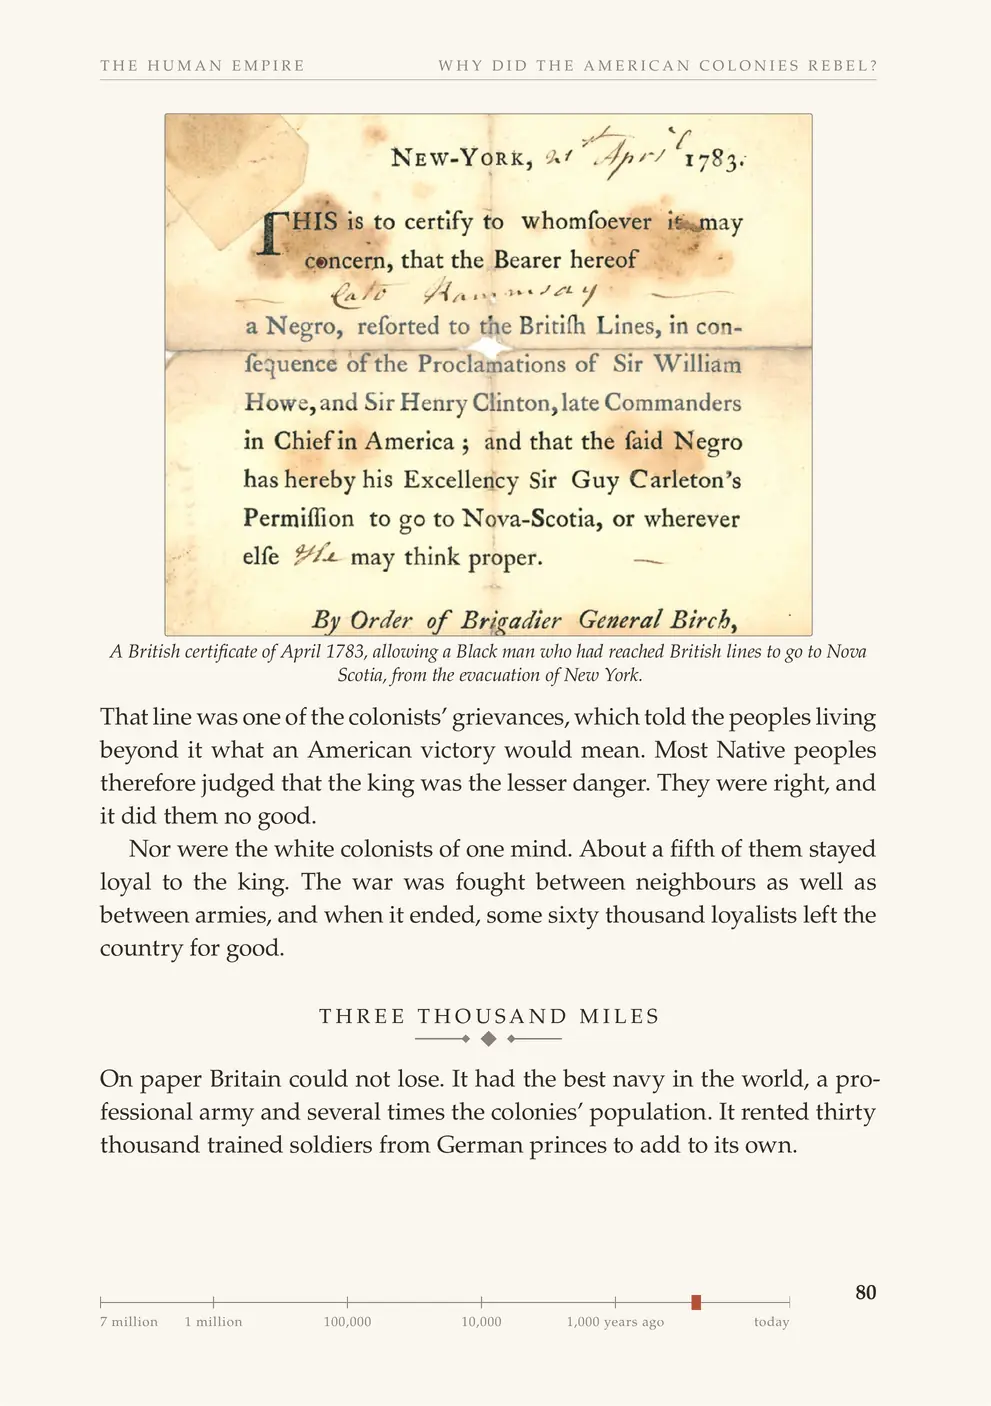 THE HUMAN EMPIRE
WHY DID THE AMERICAN COLONIES REBEL?
NEW-YORK, 21st April 1783.
THIS is to certify to whomſoever it may
concern, that the Bearer hereof
Cato Rammsay
a Negro, reſorted to the Britiſh Lines, in con-
ſequence of the Proclamations of Sir William
Howe, and Sir Henry Clinton, late Commanders
in Chief in America ; and that the ſaid Negro
has hereby his Excellency Sir Guy Carleton's
Permiſſion to go to Nova-Scotia, or wherever
elſe He may think proper.
By Order of Brigadier General Birch,
A British certificate of April 1783, allowing a Black man who had reached British lines to go to Nova
Scotia, from the evacuation of New York.
That line was one of the colonists' grievances, which told the peoples living
beyond it what an American victory would mean. Most Native peoples
therefore judged that the king was the lesser danger. They were right, and
it did them no good.
Nor were the white colonists of one mind. About a fifth of them stayed
loyal to the king. The war was fought between neighbours as well as
between armies, and when it ended, some sixty thousand loyalists left the
country for good.
THREE THOUSAND MILES
On paper Britain could not lose. It had the best navy in the world, a pro-
fessional army and several times the colonies' population. It rented thirty
thousand trained soldiers from German princes to add to its own.
80
7 million 1 million 100,000 10,000 1,000 years ago today